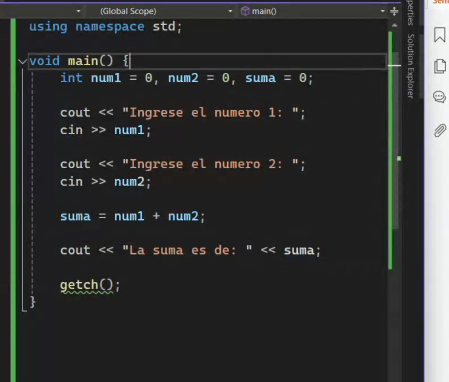 (Global Scope) main()
using namespace std;
void main() {
int num1 = 0, num2 = 0, suma = 0;
cout << "Ingrese el numero 1: ";
cin >> num1;
cout << "Ingrese el numero 2: ";
cin >> num2;
suma = num1 + num2;
cout << "La suma es de: " << suma;
getch();
}
Solution Explorer